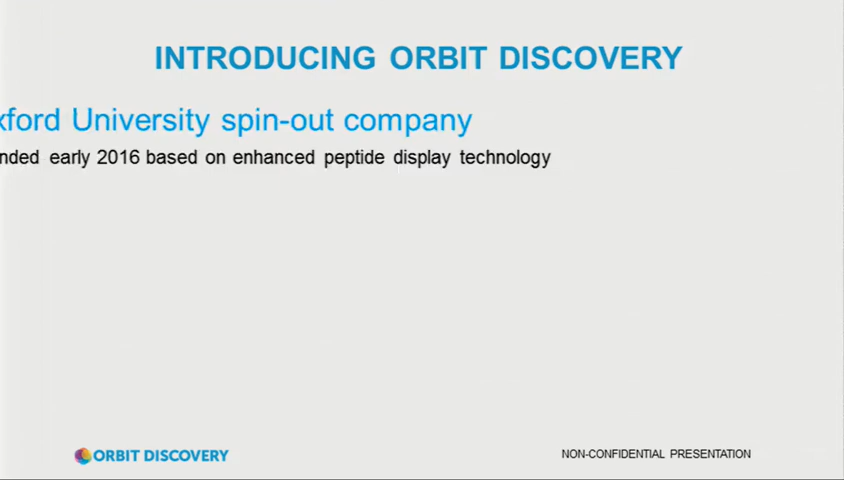 INTRODUCING ORBIT DISCOVERY
xford University spin-out company
nded early 2016 based on enhanced peptide display technology
ORBIT DISCOVERY
NON-CONFIDENTIAL PRESENTATION